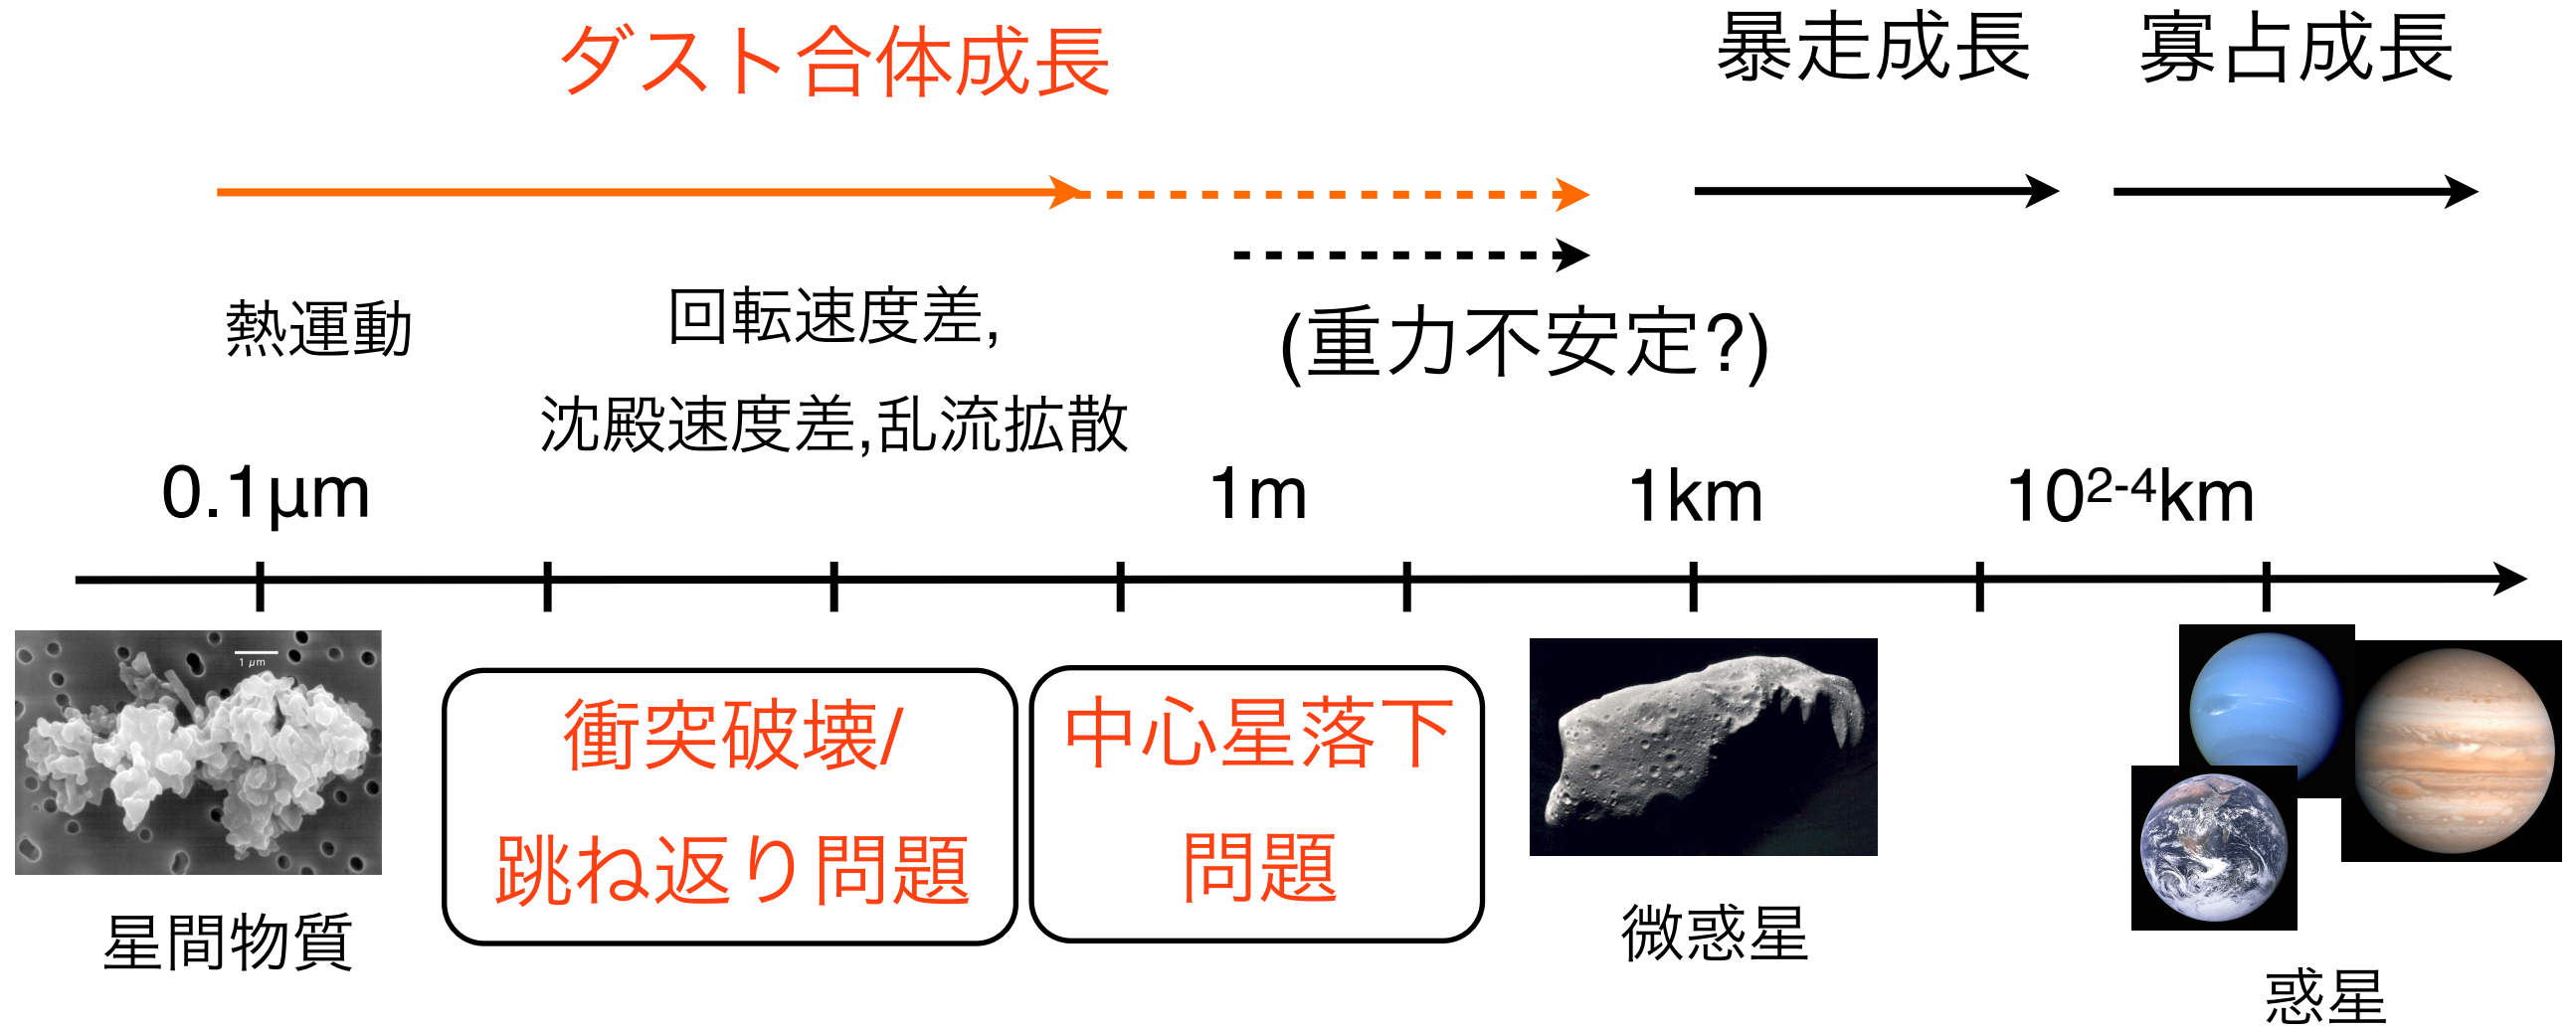 ダスト合体成長
暴走成長
寡占成長
熱運動
回転速度差,
沈殿速度差,乱流拡散
(重力不安定?)
0.1μm
1m
1km
10²⁻⁴km
1 μm
衝突破壊/
跳ね返り問題
中心星落下
問題
星間物質
微惑星
惑星